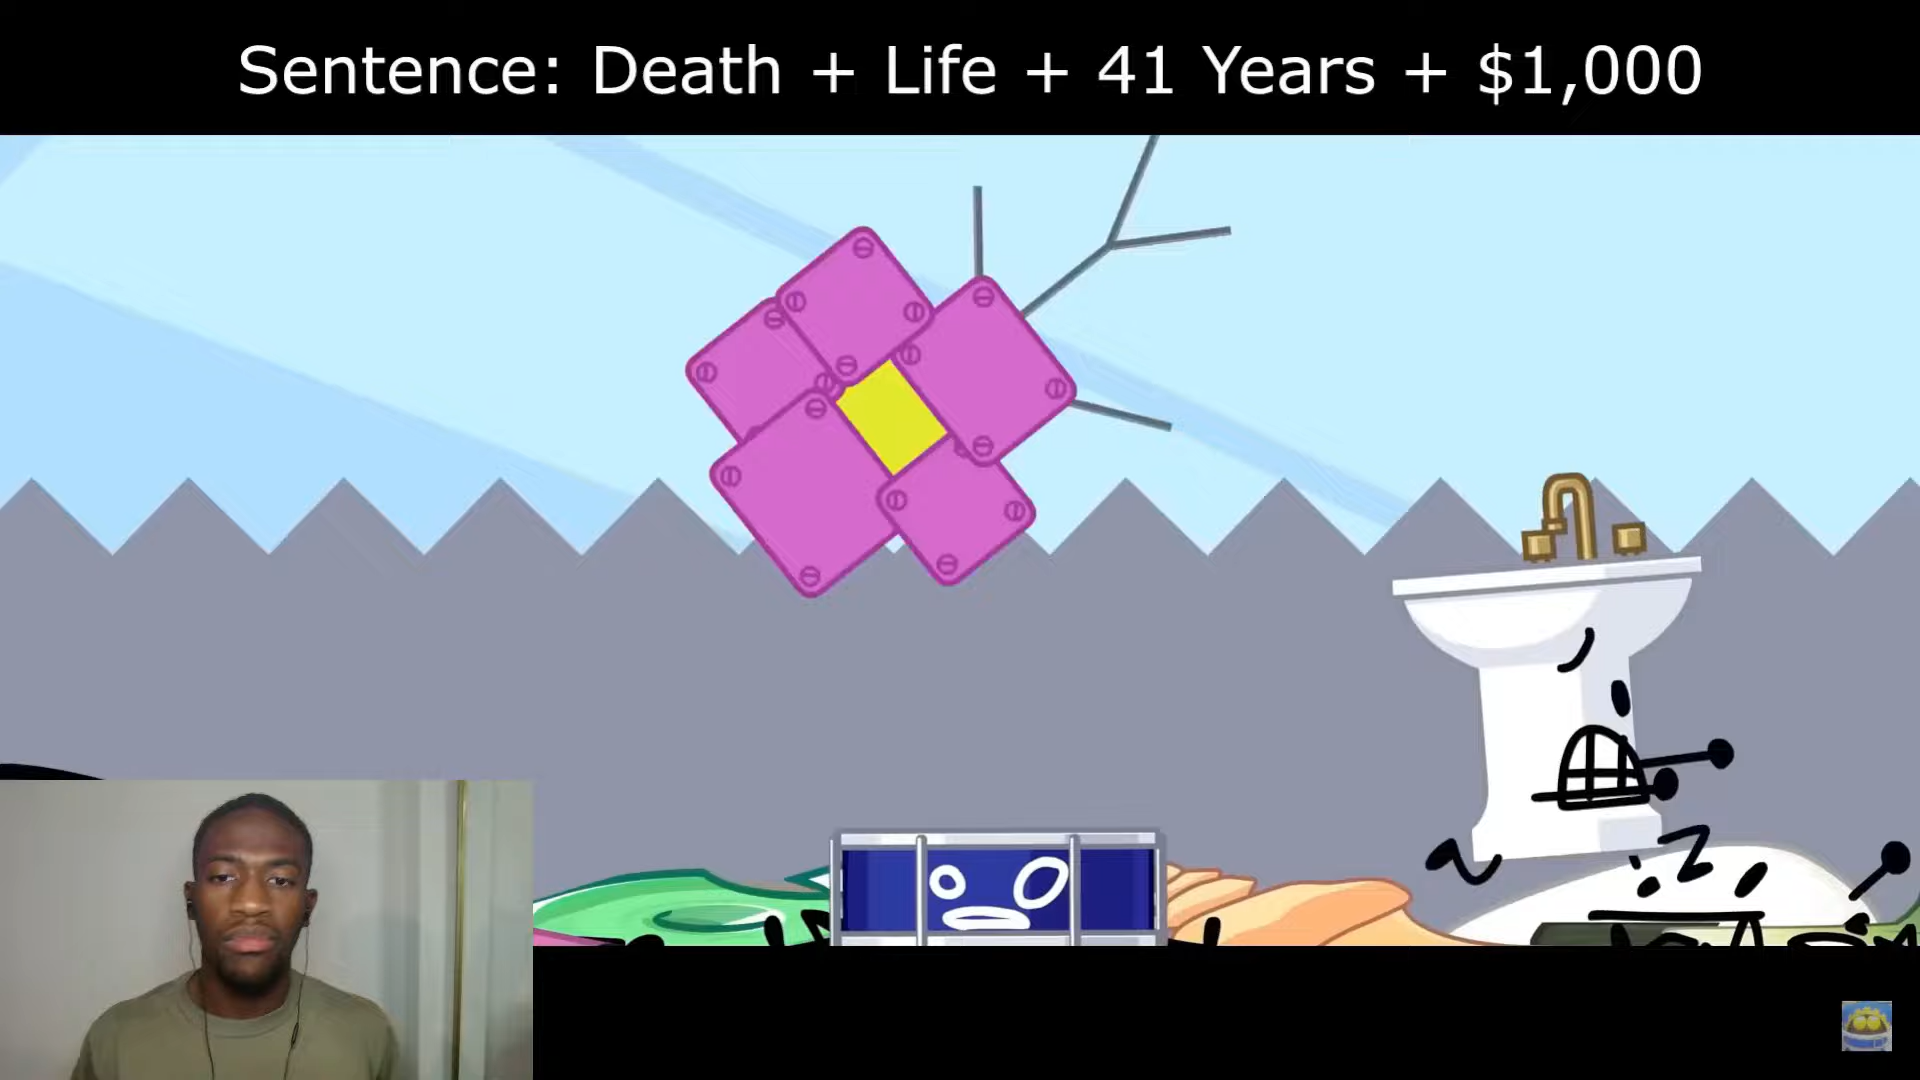 Sentence: Death + Life + 41 Years + $1,000